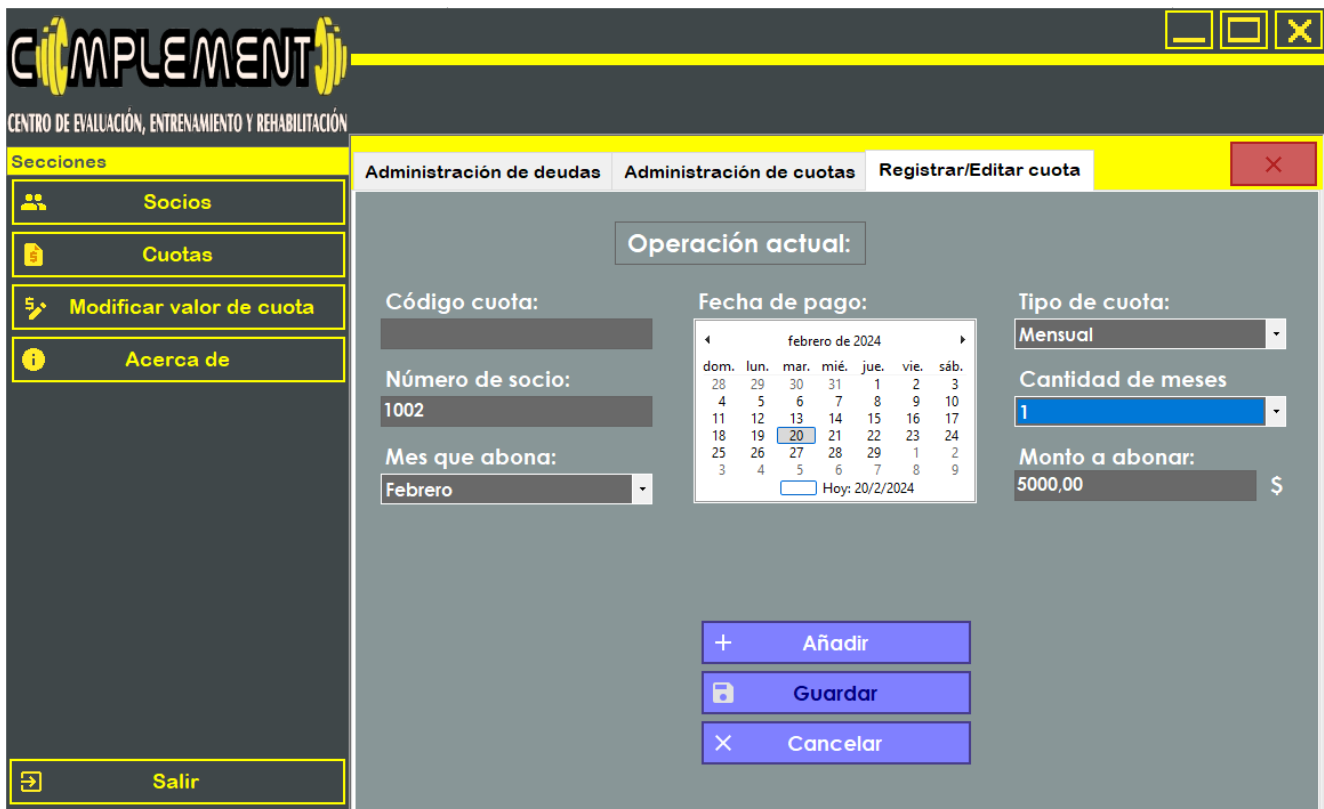 COMPLEMENTO
CENTRO DE EVALUACIÓN, ENTRENAMIENTO Y REHABILITACIÓN
Secciones
Socios
Cuotas
Modificar valor de cuota
Acerca de
Salir
Administración de deudas
Administración de cuotas
Registrar/Editar cuota
Operación actual:
Código cuota:
Número de socio:
1002
Mes que abona:
Febrero
Fecha de pago:
febrero de 2024
dom. lun. mar. mié. jue. vie. sáb.
28 29 30 31 1 2 3
4 5 6 7 8 9 10
11 12 13 14 15 16 17
18 19 20 21 22 23 24
25 26 27 28 29 1 2
3 4 5 6 7 8 9
Hoy: 20/2/2024
Tipo de cuota:
Mensual
Cantidad de meses
1
Monto a abonar:
5000,00 $
Añadir
Guardar
Cancelar